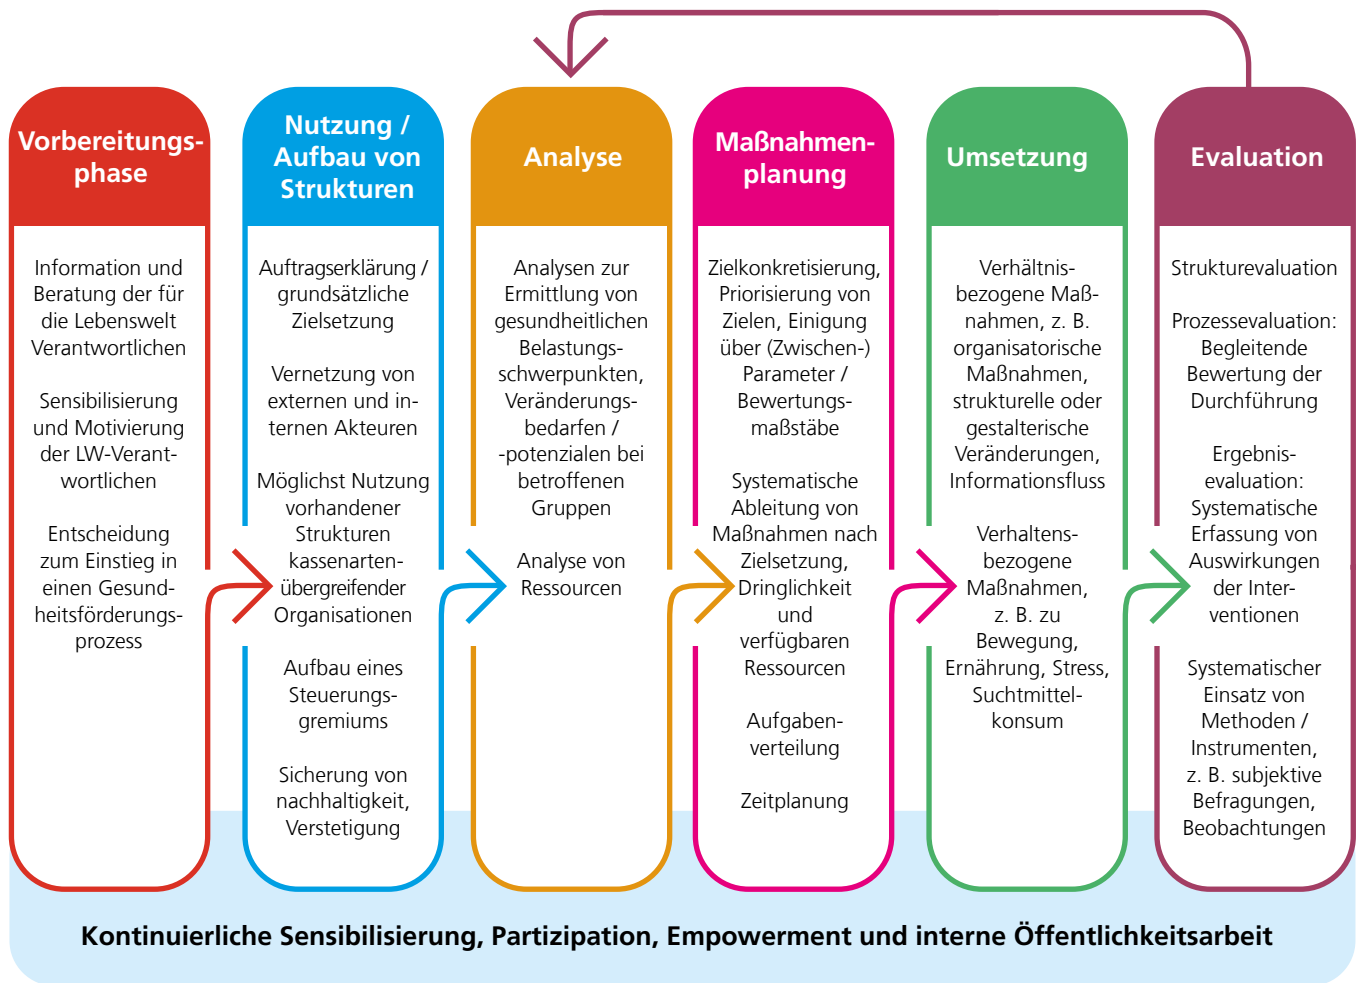 Vorbereitungs-
phase
Information und
Beratung der für
die Lebenswelt
Verantwortlichen
Sensibilisierung
und Motivierung
der LW-Verant-
wortlichen
Entscheidung
zum Einstieg in
einen Gesund-
heitsförderungs-
prozess
Nutzung /
Aufbau von
Strukturen
Auftragserklärung /
grundsätzliche
Zielsetzung
Vernetzung von
externen und in-
ternen Akteuren
Möglichst Nutzung
vorhandener
Strukturen
kassenarten-
übergreifender
Organisationen
Aufbau eines
Steuerungs-
gremiums
Sicherung von
nachhaltigkeit,
Verstetigung
Analyse
Analysen zur
Ermittlung von
gesundheitlichen
Belastungs-
schwerpunkten,
Veränderungs-
bedarfen /
-potenzialen bei
betroffenen
Gruppen
Analyse von
Ressourcen
Maßnahmen-
planung
Zielkonkretisierung,
Priorisierung von
Zielen, Einigung
über (Zwischen-)
Parameter /
Bewertungs-
maßstäbe
Systematische
Ableitung von
Maßnahmen nach
Zielsetzung,
Dringlichkeit
und
verfügbaren
Ressourcen
Aufgaben-
verteilung
Zeitplanung
Umsetzung
Verhältnis-
bezogene Maß-
nahmen, z. B.
organisatorische
Maßnahmen,
strukturelle oder
gestalterische
Veränderungen,
Informationsfluss
Verhaltens-
bezogene
Maßnahmen,
z. B. zu
Bewegung,
Ernährung, Stress,
Suchtmittel-
konsum
Evaluation
Strukturevaluation
Prozessevaluation:
Begleitende
Bewertung der
Durchführung
Ergebnis-
evaluation:
Systematische
Erfassung von
Auswirkungen
der Inter-
ventionen
Systematischer
Einsatz von
Methoden /
Instrumenten,
z. B. subjektive
Befragungen,
Beobachtungen
Kontinuierliche Sensibilisierung, Partizipation, Empowerment und interne Öffentlichkeitsarbeit